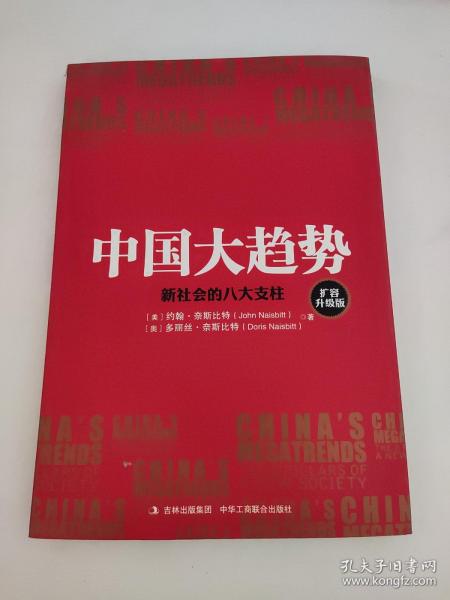 CHINA'S
MEGATRENDS
中国大趋势
新社会的八大支柱
扩容
升级版
[美] 约翰·奈斯比特 (John Naisbitt)
[奥] 多丽丝·奈斯比特 (Doris Naisbitt)
◎著
CHINA'S
MEGATRENDS
吉林出版集团 中华工商联合出版社
孔夫子旧书网
www.kongfz.com